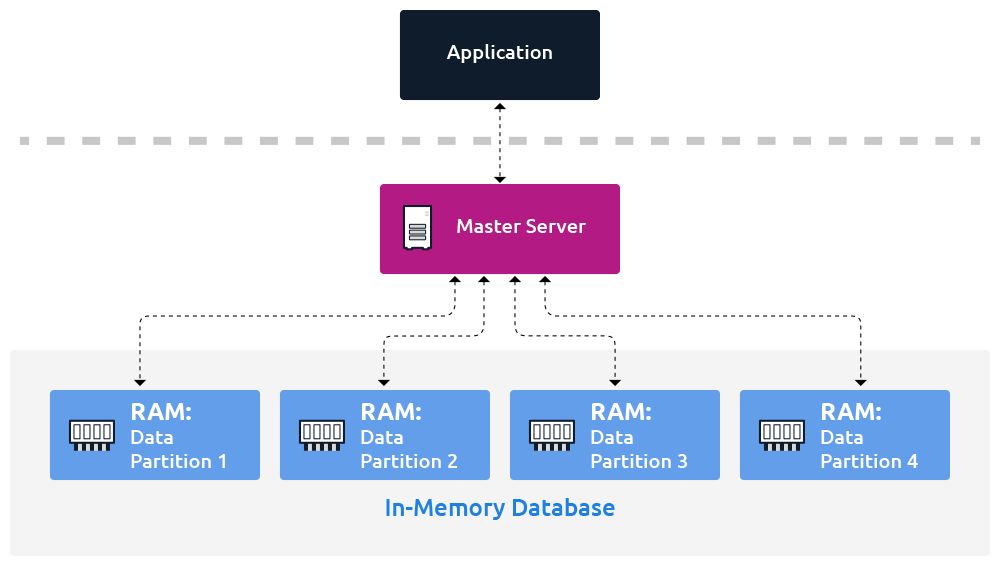 Application
Master Server
RAM:
Data
Partition 1
RAM:
Data
Partition 2
RAM:
Data
Partition 3
RAM:
Data
Partition 4
In-Memory Database